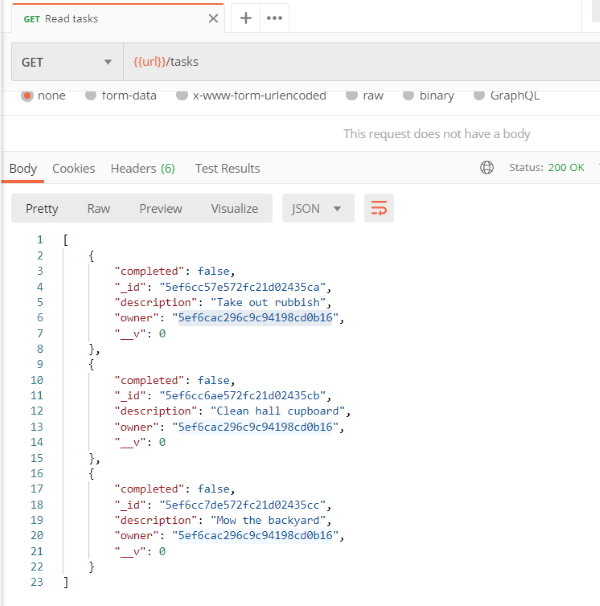 GET Read tasks
GET {{url}}/tasks
none form-data x-www-form-urlencoded raw binary GraphQL
This request does not have a body
Body Cookies Headers (6) Test Results Status: 200 OK
Pretty Raw Preview Visualize JSON
1 [
2 {
3 "completed": false,
4 "_id": "5ef6cc57e572fc21d02435ca",
5 "description": "Take out rubbish",
6 "owner": "5ef6cac296c9c94198cd0b16",
7 "__v": 0
8 },
9 {
10 "completed": false,
11 "_id": "5ef6cc6ae572fc21d02435cb",
12 "description": "Clean hall cupboard",
13 "owner": "5ef6cac296c9c94198cd0b16",
14 "__v": 0
15 },
16 {
17 "completed": false,
18 "_id": "5ef6cc7de572fc21d02435cc",
19 "description": "Mow the backyard",
20 "owner": "5ef6cac296c9c94198cd0b16",
21 "__v": 0
22 }
23 ]